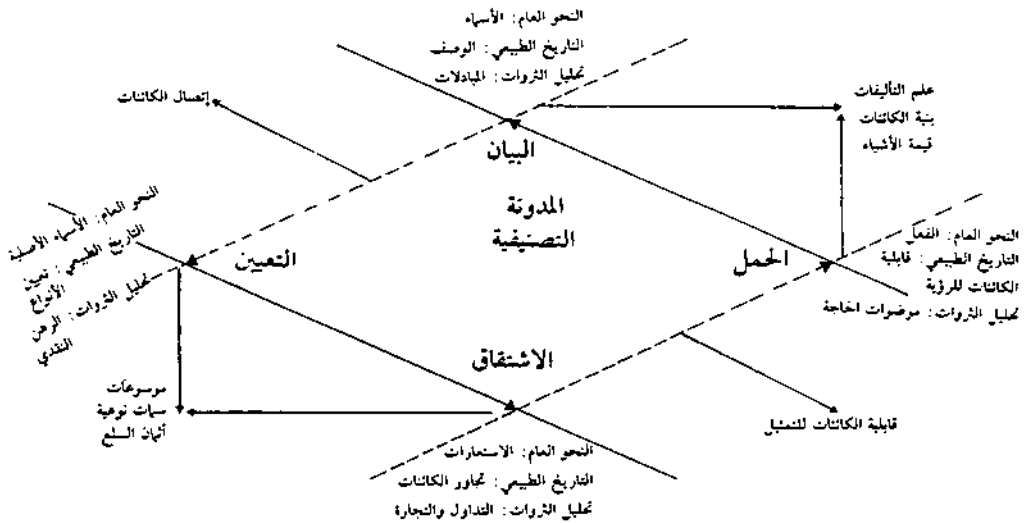 النحو العام: الأسماء
التاريخ الطبيعي: الوصف
تحليل الثروات: المبادلات
علم التأليفات
بنية الكائنات
قيمة الأشياء
إتصال الكائنات
البيان
المدونة
التصنيفية
النحو العام: الأسماء الأصلية
التاريخ الطبيعي: تعيين
الأنواع
تحليل الثروات: الرهن
النقدي
التعيين
الحمل
النحو العام: الفعل
التاريخ الطبيعي: قابلية
الكائنات للرؤية
تحليل الثروات: موضوات الحاجة
الاشتقاق
موسوعات
سمات نوعية
أثمان السلع
قابلية الكائنات للتمثيل
النحو العام: الاستعارات
التاريخ الطبيعي: تجاور الكائنات
تحليل الثروات: التداول والتجارة